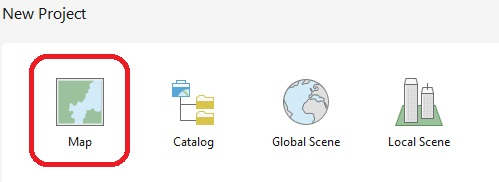 New Project
Map
Catalog
Global Scene
Local Scene